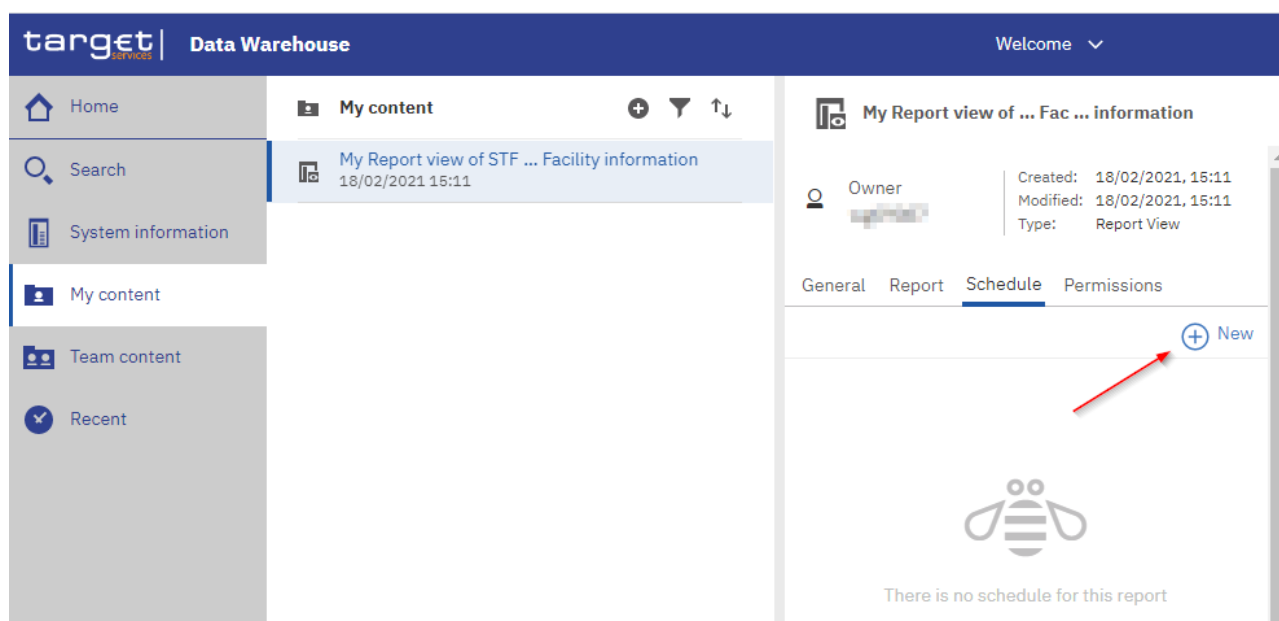 target services | Data Warehouse
Welcome
Home
Search
System information
My content
Team content
Recent
My content
My Report view of STF ... Facility information
18/02/2021 15:11
My Report view of ... Fac ... information
Owner
Created: 18/02/2021, 15:11
Modified: 18/02/2021, 15:11
Type: Report View
General Report Schedule Permissions
New
There is no schedule for this report